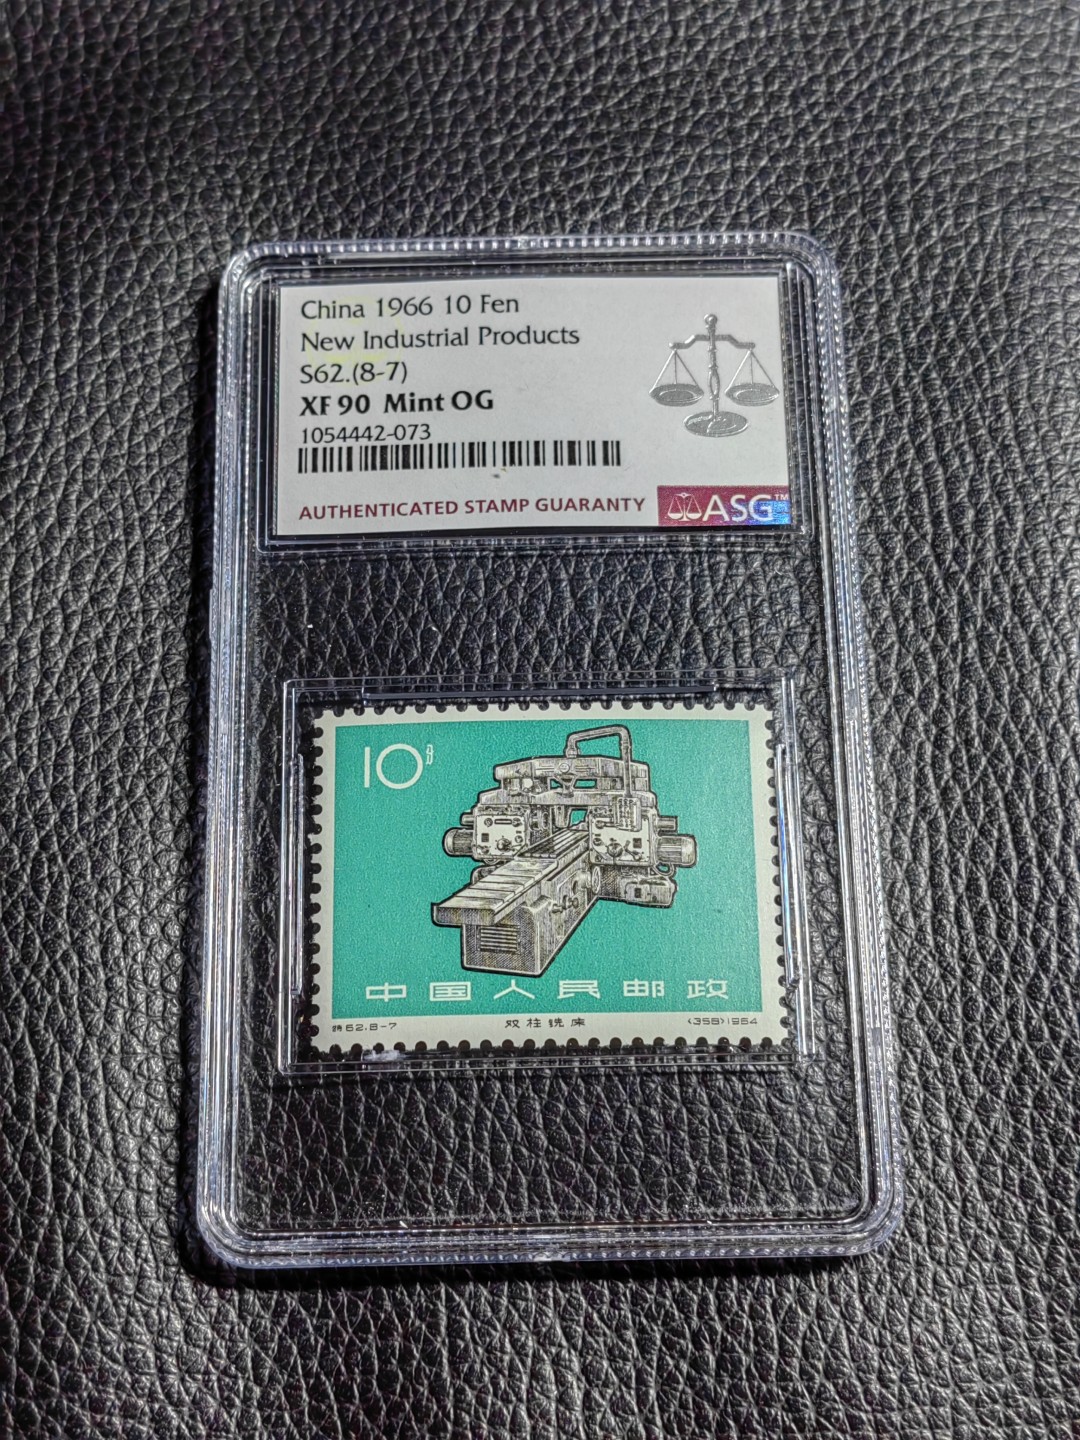 China 1966 10 Fen
New Industrial Products
S62.(8-7)
XF 90 Mint OG
1054442-073
AUTHENTICATED STAMP GUARANTY
ASG™
10分
中国人民邮政
特62.8-7 双柱铣床 (358)1964